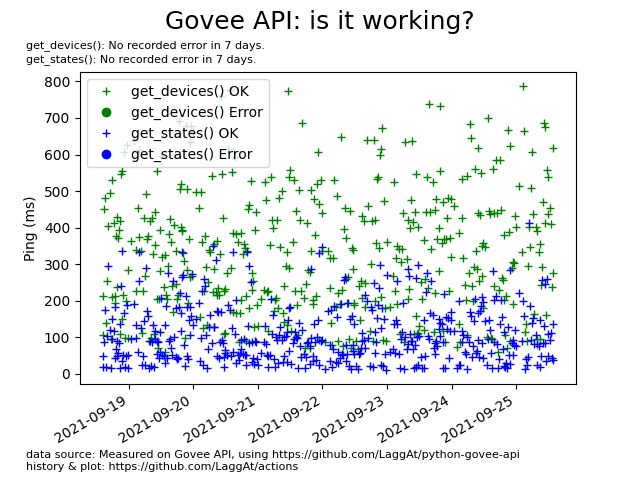 Govee API: is it working?
get_devices(): No recorded error in 7 days.
get_states(): No recorded error in 7 days.
get_devices() OK
get_devices() Error
get_states() OK
get_states() Error
Ping (ms)
800
700
600
500
400
300
200
100
0
2021-09-19
2021-09-20
2021-09-21
2021-09-22
2021-09-23
2021-09-24
2021-09-25
data source: Measured on Govee API, using https://github.com/LaggAt/python-govee-api
history & plot: https://github.com/LaggAt/actions